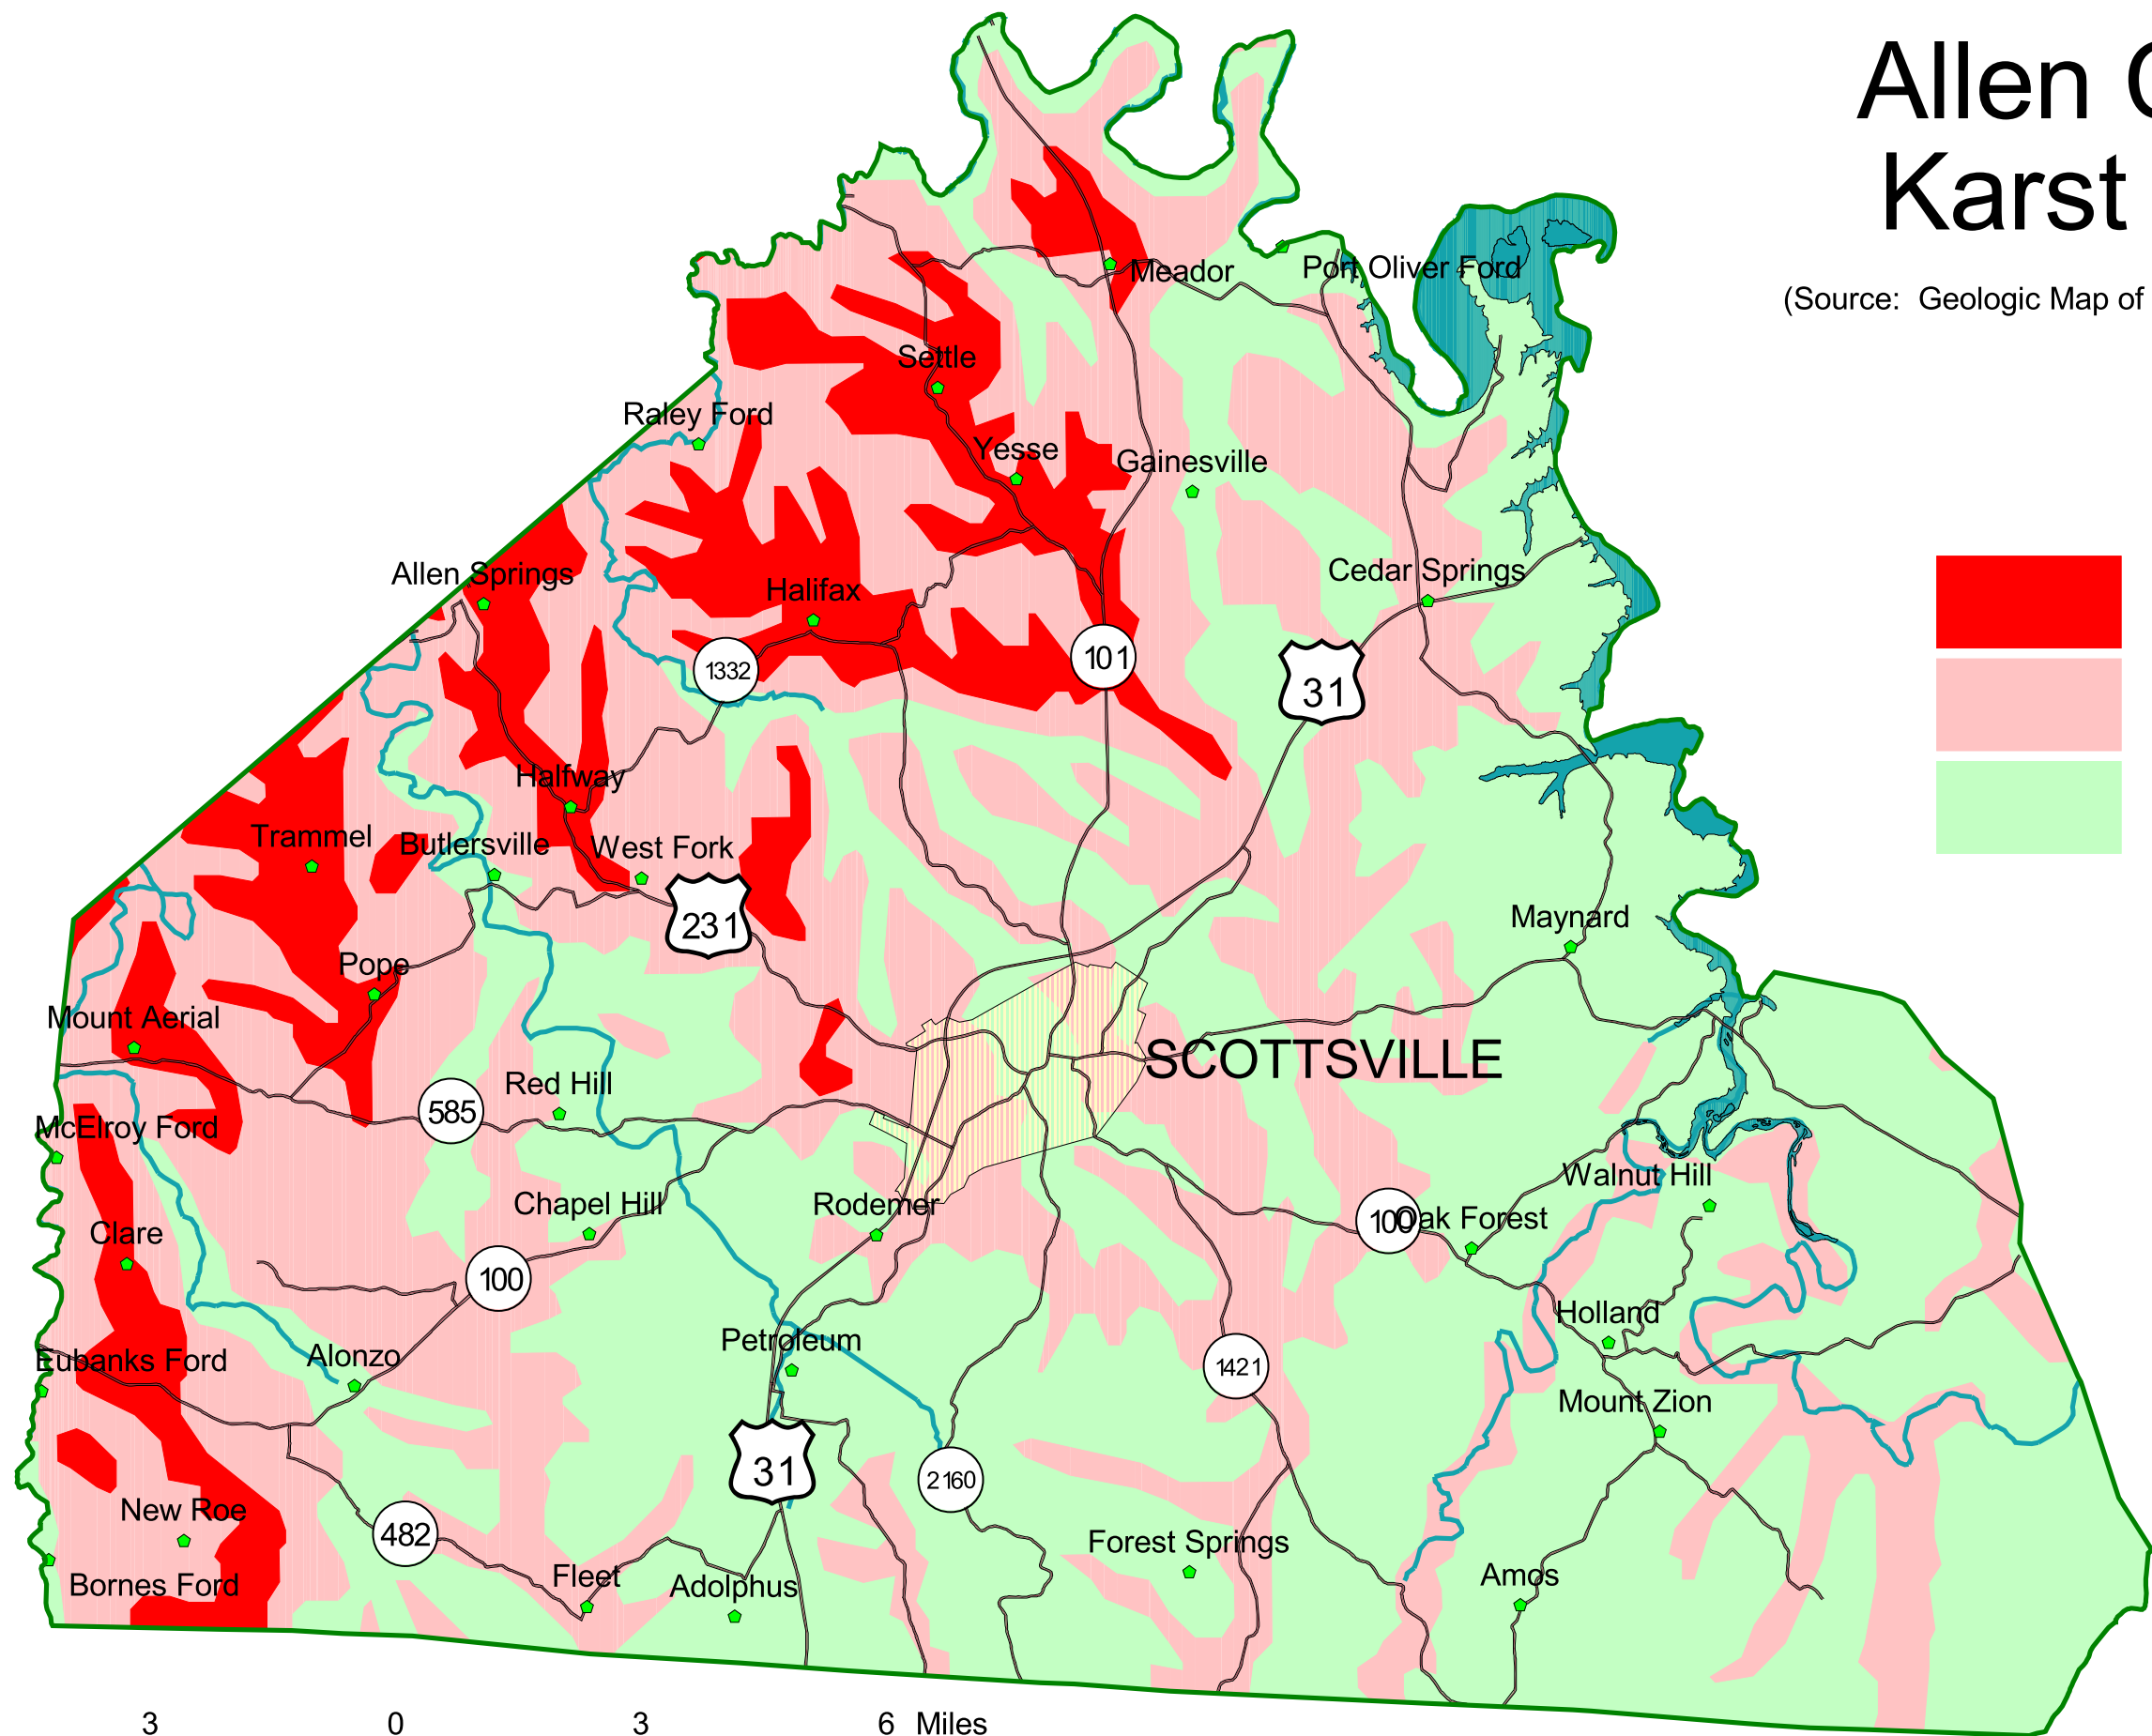 Allen
Karst
(Source: Geologic Map of
Meador
Port Oliver Ford
Settle
Raley Ford
Yesse
Gainesville
Allen Springs
Halifax
Cedar Springs
1332
101
31
Halfway
Trammel
Butlersville
West Fork
231
Maynard
Pope
Mount Aerial
SCOTTSVILLE
Red Hill
585
McElroy Ford
Walnut Hill
Chapel Hill
Rodemer
100
Oak Forest
Clare
100
Holland
Petroleum
Eubanks Ford
Alonzo
1421
Mount Zion
31
2160
New Roe
482
Forest Springs
Fleet
Adolphus
Amos
Bornes Ford
3 0 3 6 Miles